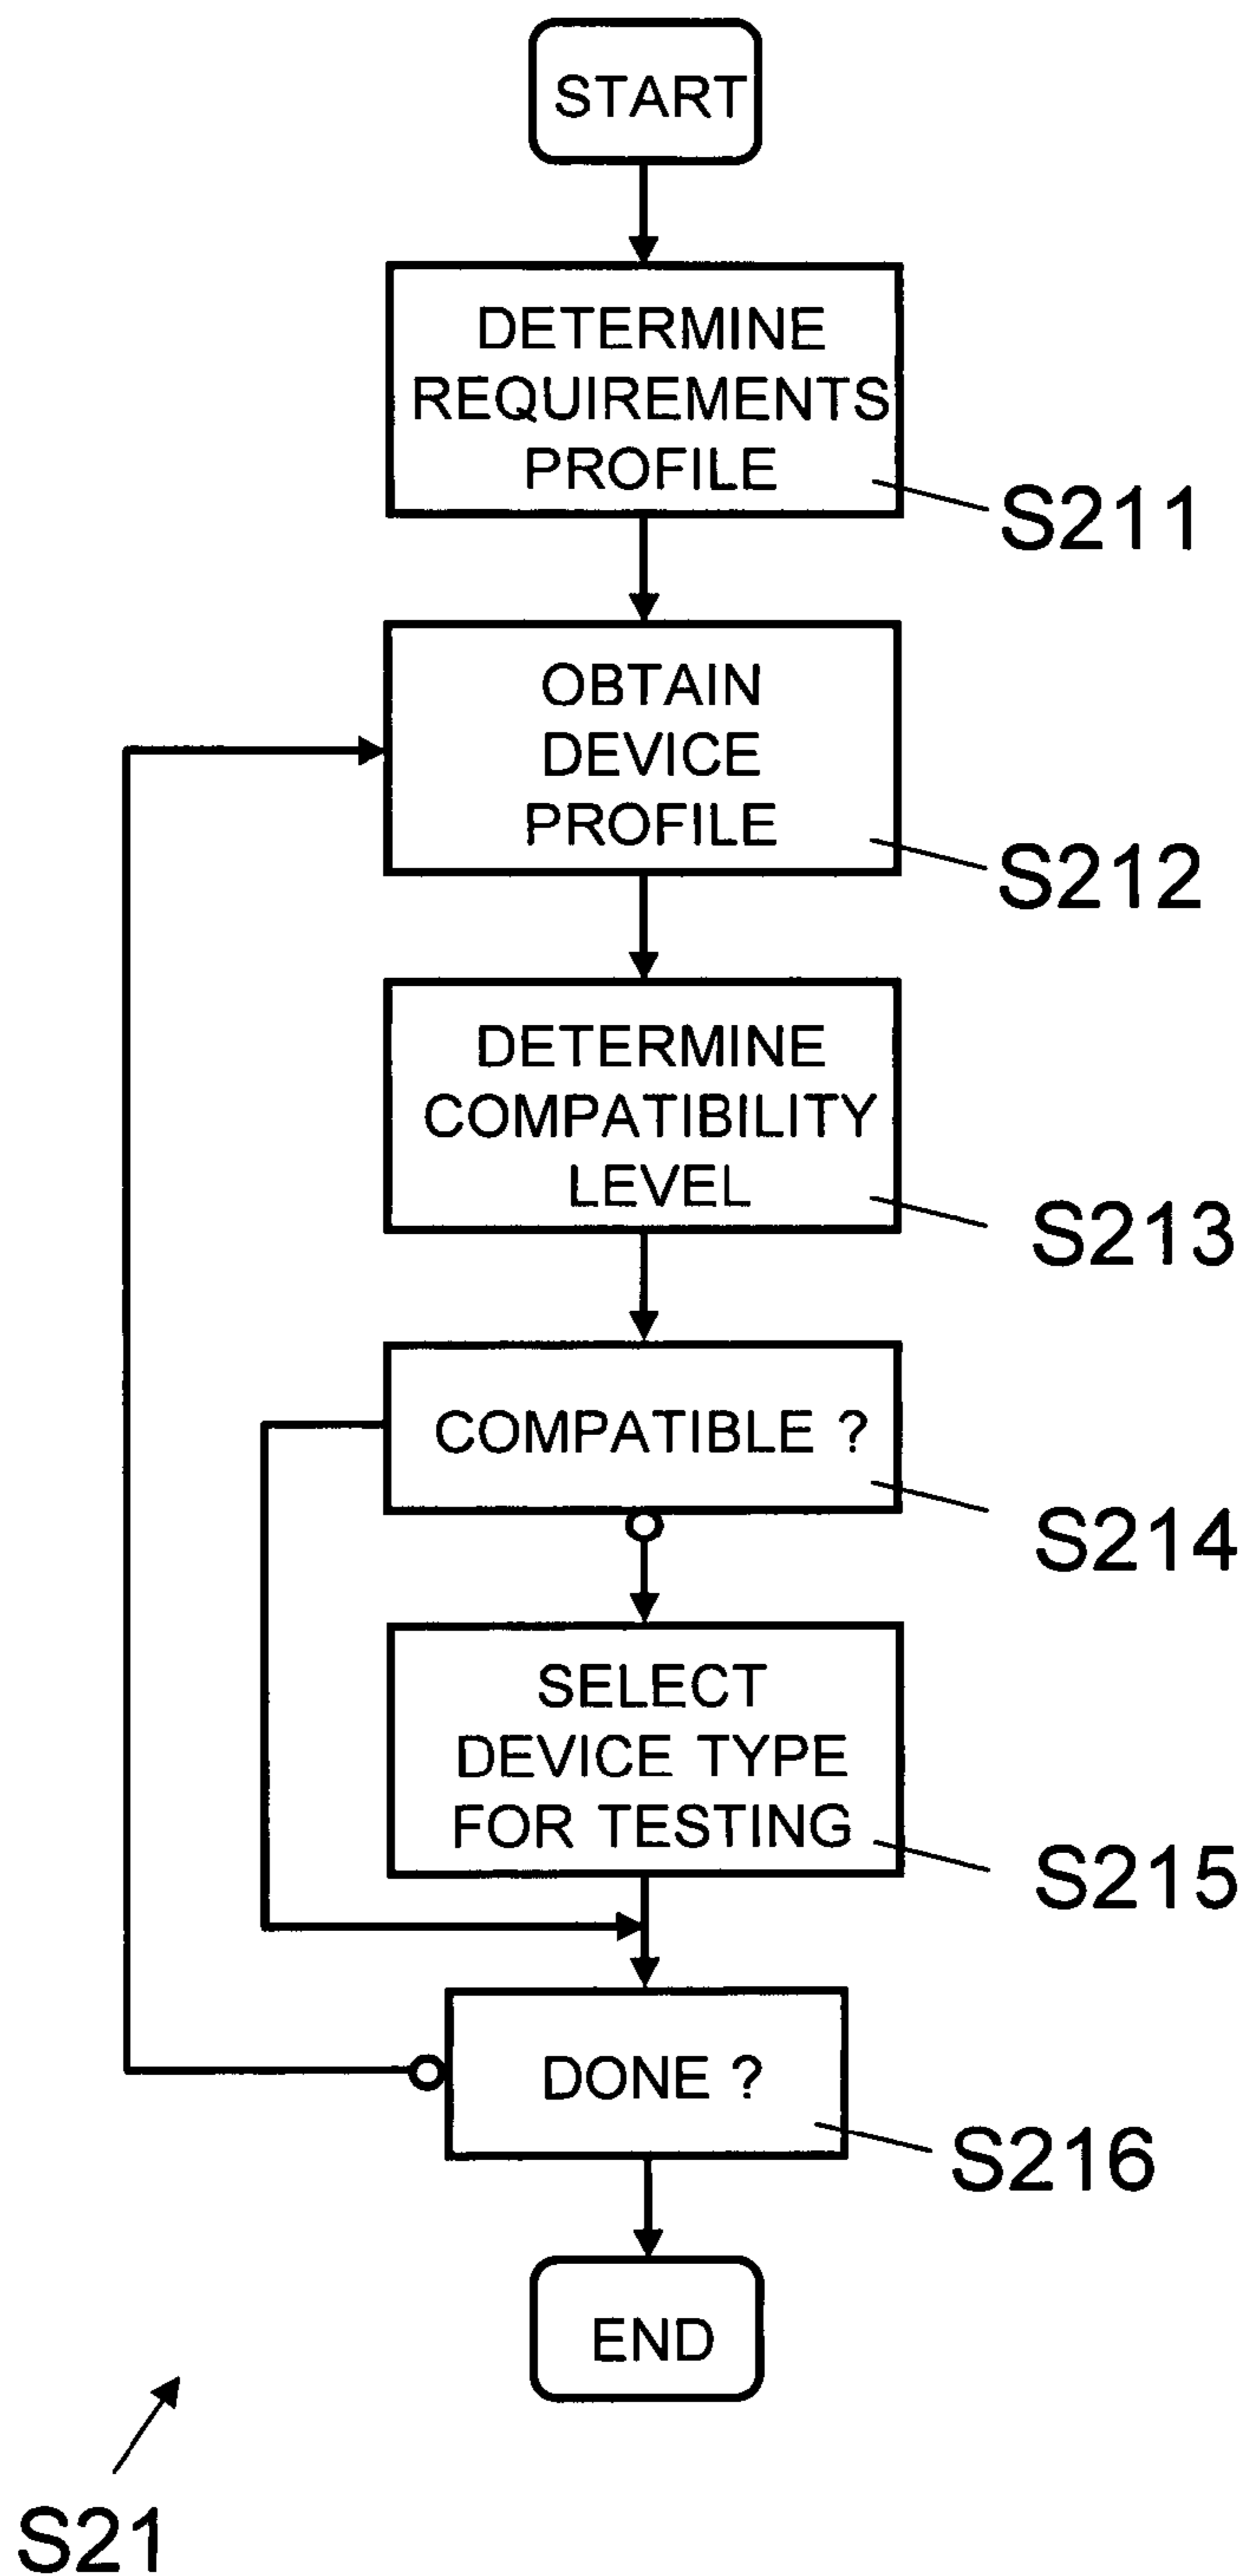 START
DETERMINE
REQUIREMENTS
PROFILE
S211
OBTAIN
DEVICE
PROFILE
S212
DETERMINE
COMPATIBILITY
LEVEL
S213
COMPATIBLE ?
S214
SELECT
DEVICE TYPE
FOR TESTING
S215
DONE ?
S216
END
S21